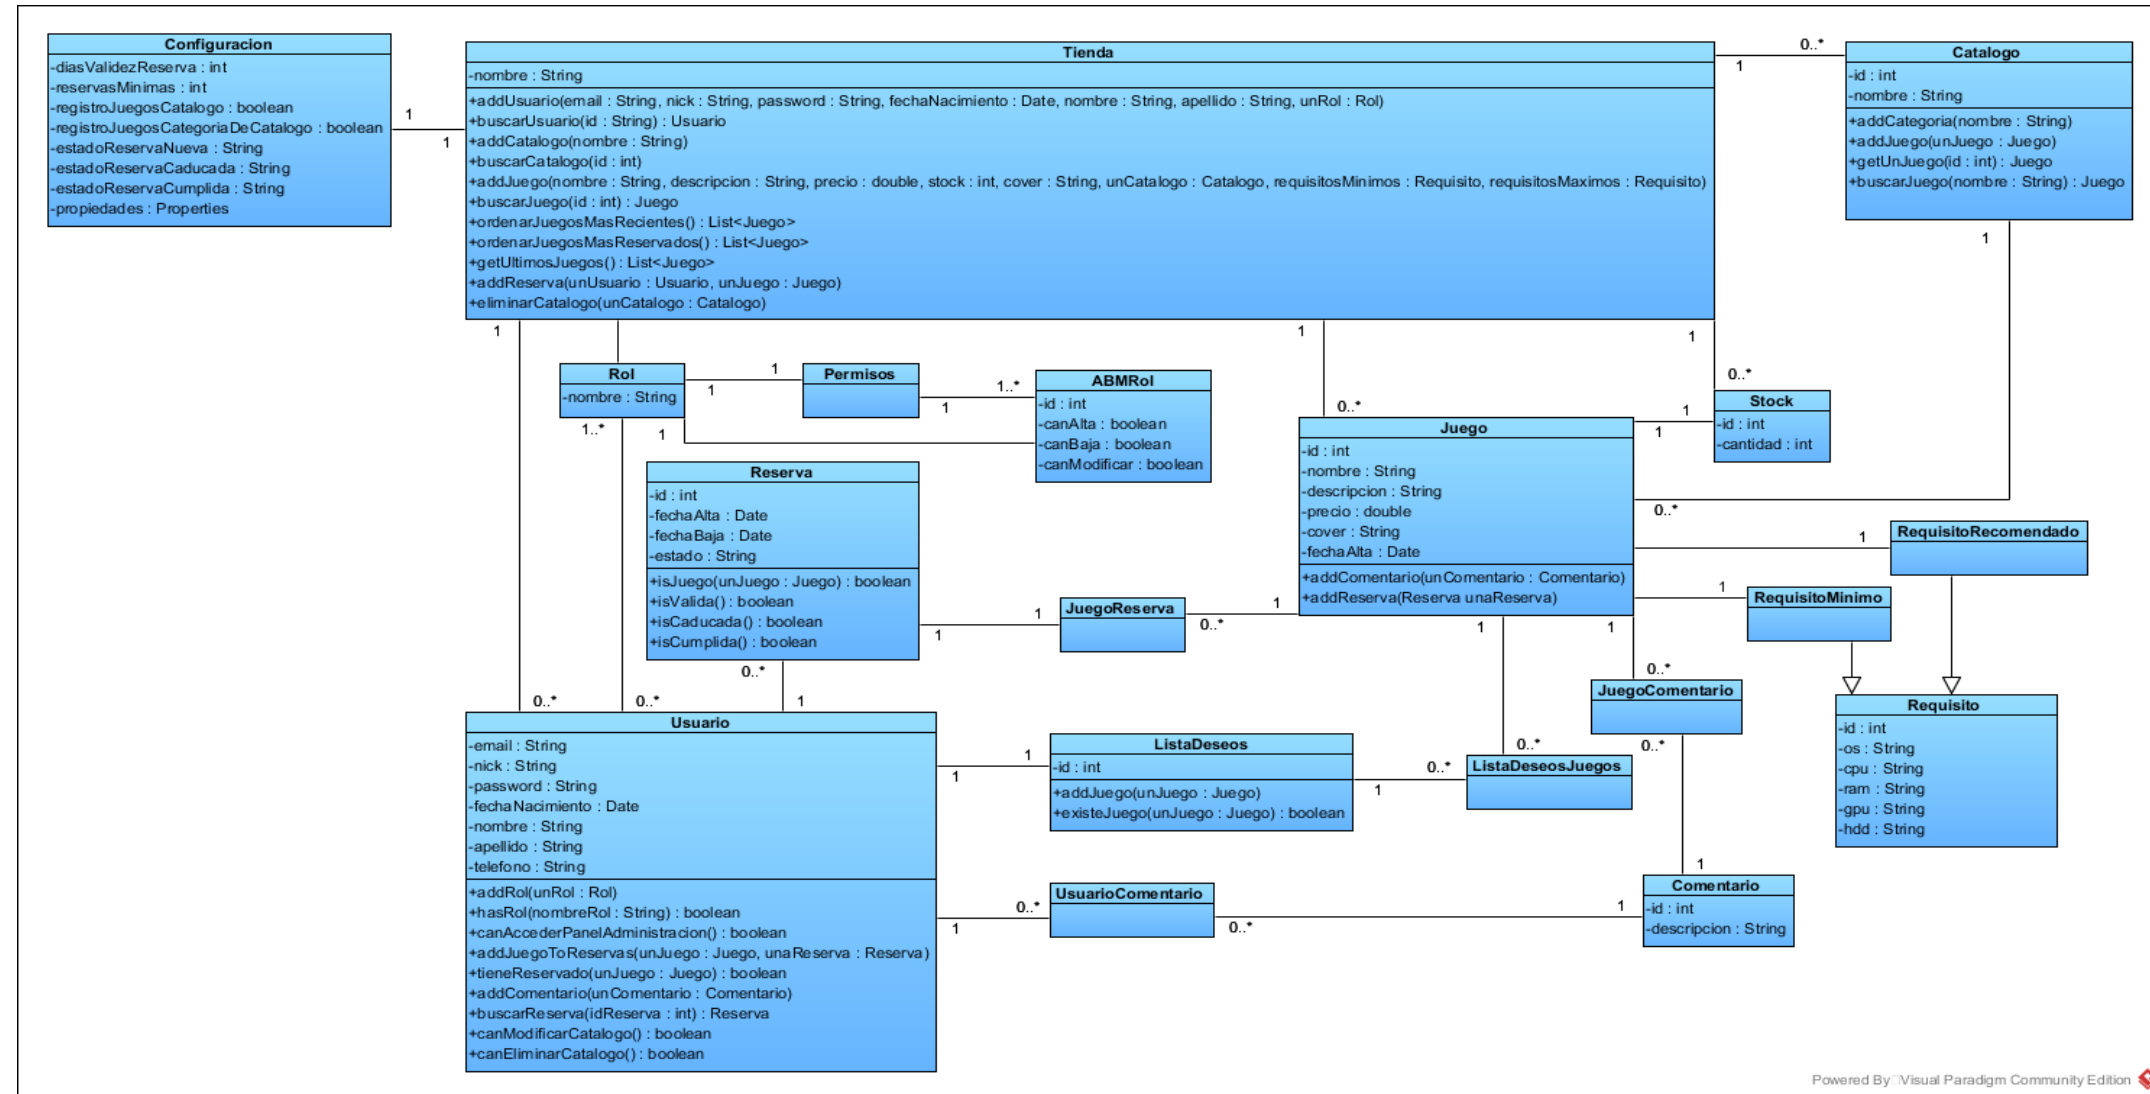 Configuracion
-diasValidezReserva : int
-reservasMinimas : int
-registroJuegosCatalogo : boolean
-registroJuegosCategoriaDeCatalogo : boolean
-estadoReservaNueva : String
-estadoReservaCaducada : String
-estadoReservaCumplida : String
-propiedades : Properties
1
1
Tienda
-nombre : String
+addUsuario(email : String, nick : String, password : String, fechaNacimiento : Date, nombre : String, apellido : String, unRol : Rol)
+buscarUsuario(id : String) : Usuario
+addCatalogo(nombre : String)
+buscarCatalogo(id : int)
+addJuego(nombre : String, descripcion : String, precio : double, stock : int, cover : String, unCatalogo : Catalogo, requisitosMinimos : Requisito, requisitosMaximos : Requisito)
+buscarJuego(id : int) : Juego
+ordenarJuegosMasRecientes() : List<Juego>
+ordenarJuegosMasReservados() : List<Juego>
+getUltimosJuegos() : List<Juego>
+addReserva(unUsuario : Usuario, unJuego : Juego)
+eliminarCatalogo(unCatalogo : Catalogo)
0..*
1
Catalogo
-id : int
-nombre : String
+addCategoria(nombre : String)
+addJuego(unJuego : Juego)
+getUnJuego(id : int) : Juego
+buscarJuego(nombre : String) : Juego
1
1
1
1
Rol
-nombre : String
1
1
Permisos
1..*
1
ABMRol
-id : int
-canAlta : boolean
-canBaja : boolean
-canModificar : boolean
1..*
1
0..*
0..*
Stock
-id : int
-cantidad : int
1
1
Juego
-id : int
-nombre : String
-descripcion : String
-precio : double
-cover : String
-fechaAlta : Date
+addComentario(unComentario : Comentario)
+addReserva(Reserva unaReserva)
0..*
1
RequisitoRecomendado
1
RequisitoMinimo
Reserva
-id : int
-fechaAlta : Date
-fechaBaja : Date
-estado : String
+isJuego(unJuego : Juego) : boolean
+isValida() : boolean
+isCaducada() : boolean
+isCumplida() : boolean
1
1
JuegoReserva
1
0..*
1
1
0..*
JuegoComentario
0..*
Requisito
-id : int
-os : String
-cpu : String
-ram : String
-gpu : String
-hdd : String
0..*
0..*
0..*
1
Usuario
-email : String
-nick : String
-password : String
-fechaNacimiento : Date
-nombre : String
-apellido : String
-telefono : String
+addRol(unRol : Rol)
+hasRol(nombreRol : String) : boolean
+canAccederPanelAdministracion() : boolean
+addJuegoToReservas(unJuego : Juego, unaReserva : Reserva)
+tieneReservado(unJuego : Juego) : boolean
+addComentario(unComentario : Comentario)
+buscarReserva(idReserva : int) : Reserva
+canModificarCatalogo() : boolean
+canEliminarCatalogo() : boolean
1
1
ListaDeseos
-id : int
+addJuego(unJuego : Juego)
+existeJuego(unJuego : Juego) : boolean
0..*
1
0..*
ListaDeseosJuegos
0..*
1
UsuarioComentario
0..*
1
1
Comentario
-id : int
-descripcion : String
Powered By Visual Paradigm Community Edition